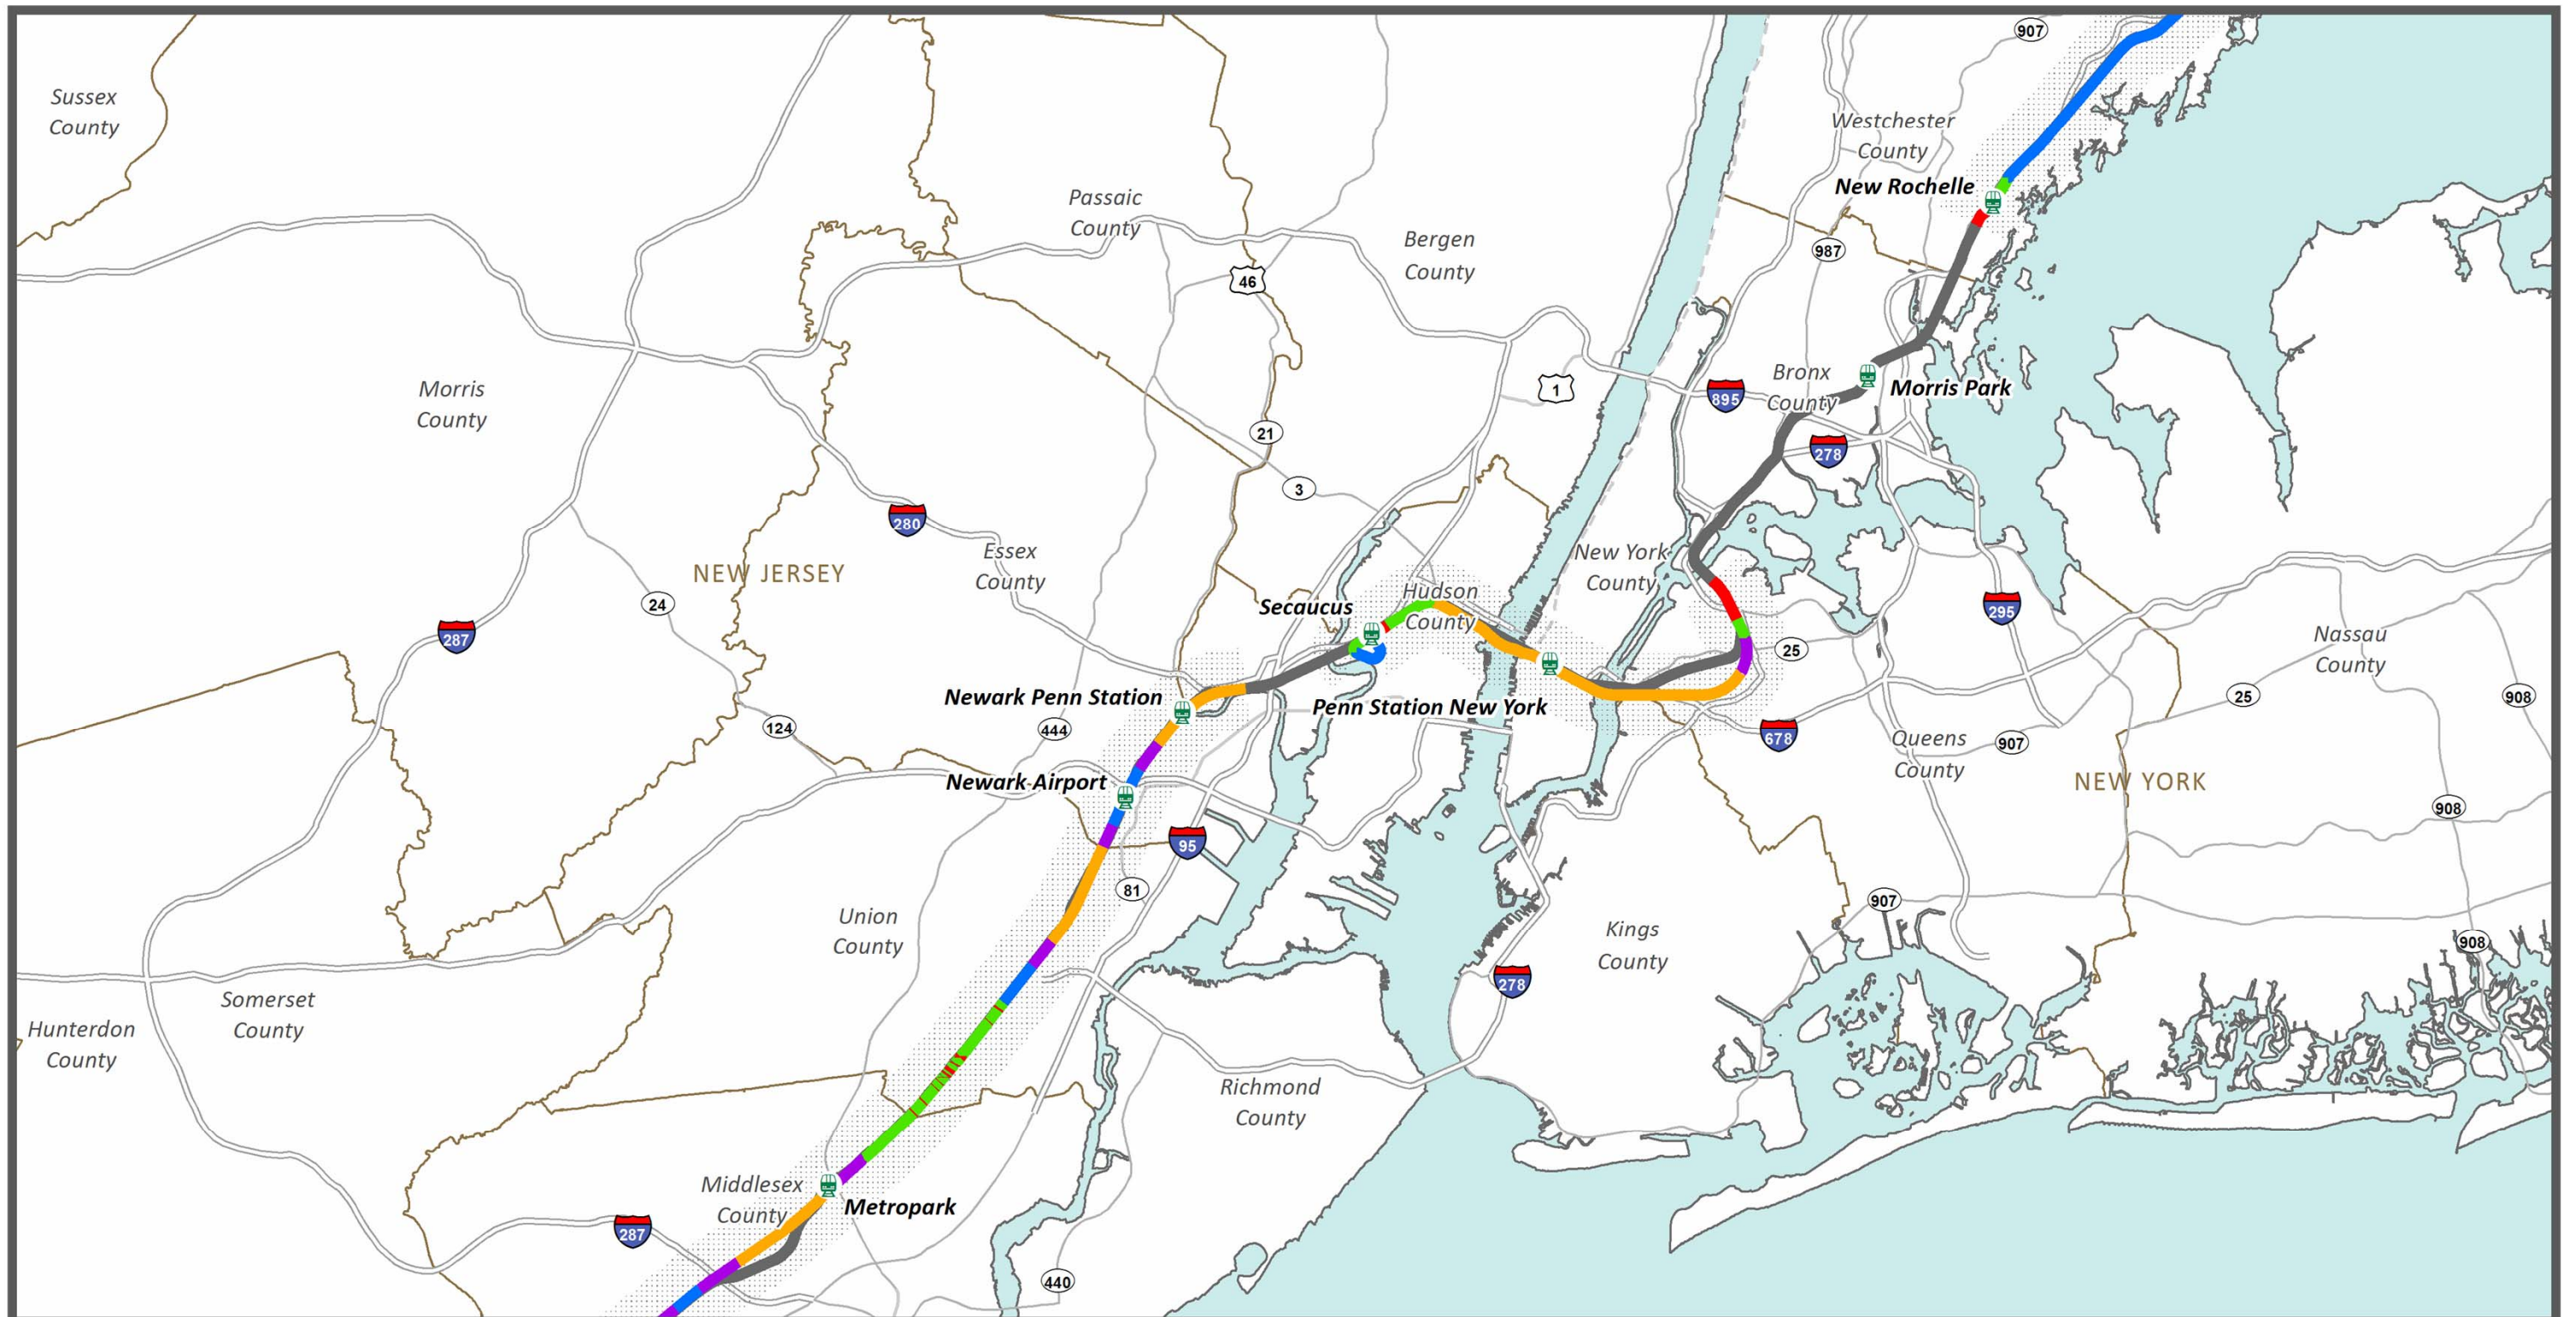 907
Sussex
County
Westchester
County
New Rochelle
Passaic
County
Bergen
County
987
46
Morris
County
1
895
Bronx
County
Morris Park
21
278
3
280
Essex
County
New York
County
NEW JERSEY
24
Secaucus
Hudson
County
295
287
25
Nassau
County
Newark Penn Station
Penn Station New York
25
908
124
444
678
Queens
County
907
Newark Airport
NEW YORK
908
95
81
907
Union
County
Kings
County
908
278
Somerset
County
Hunterdon
County
Richmond
County
Middlesex
County
Metropark
287
440